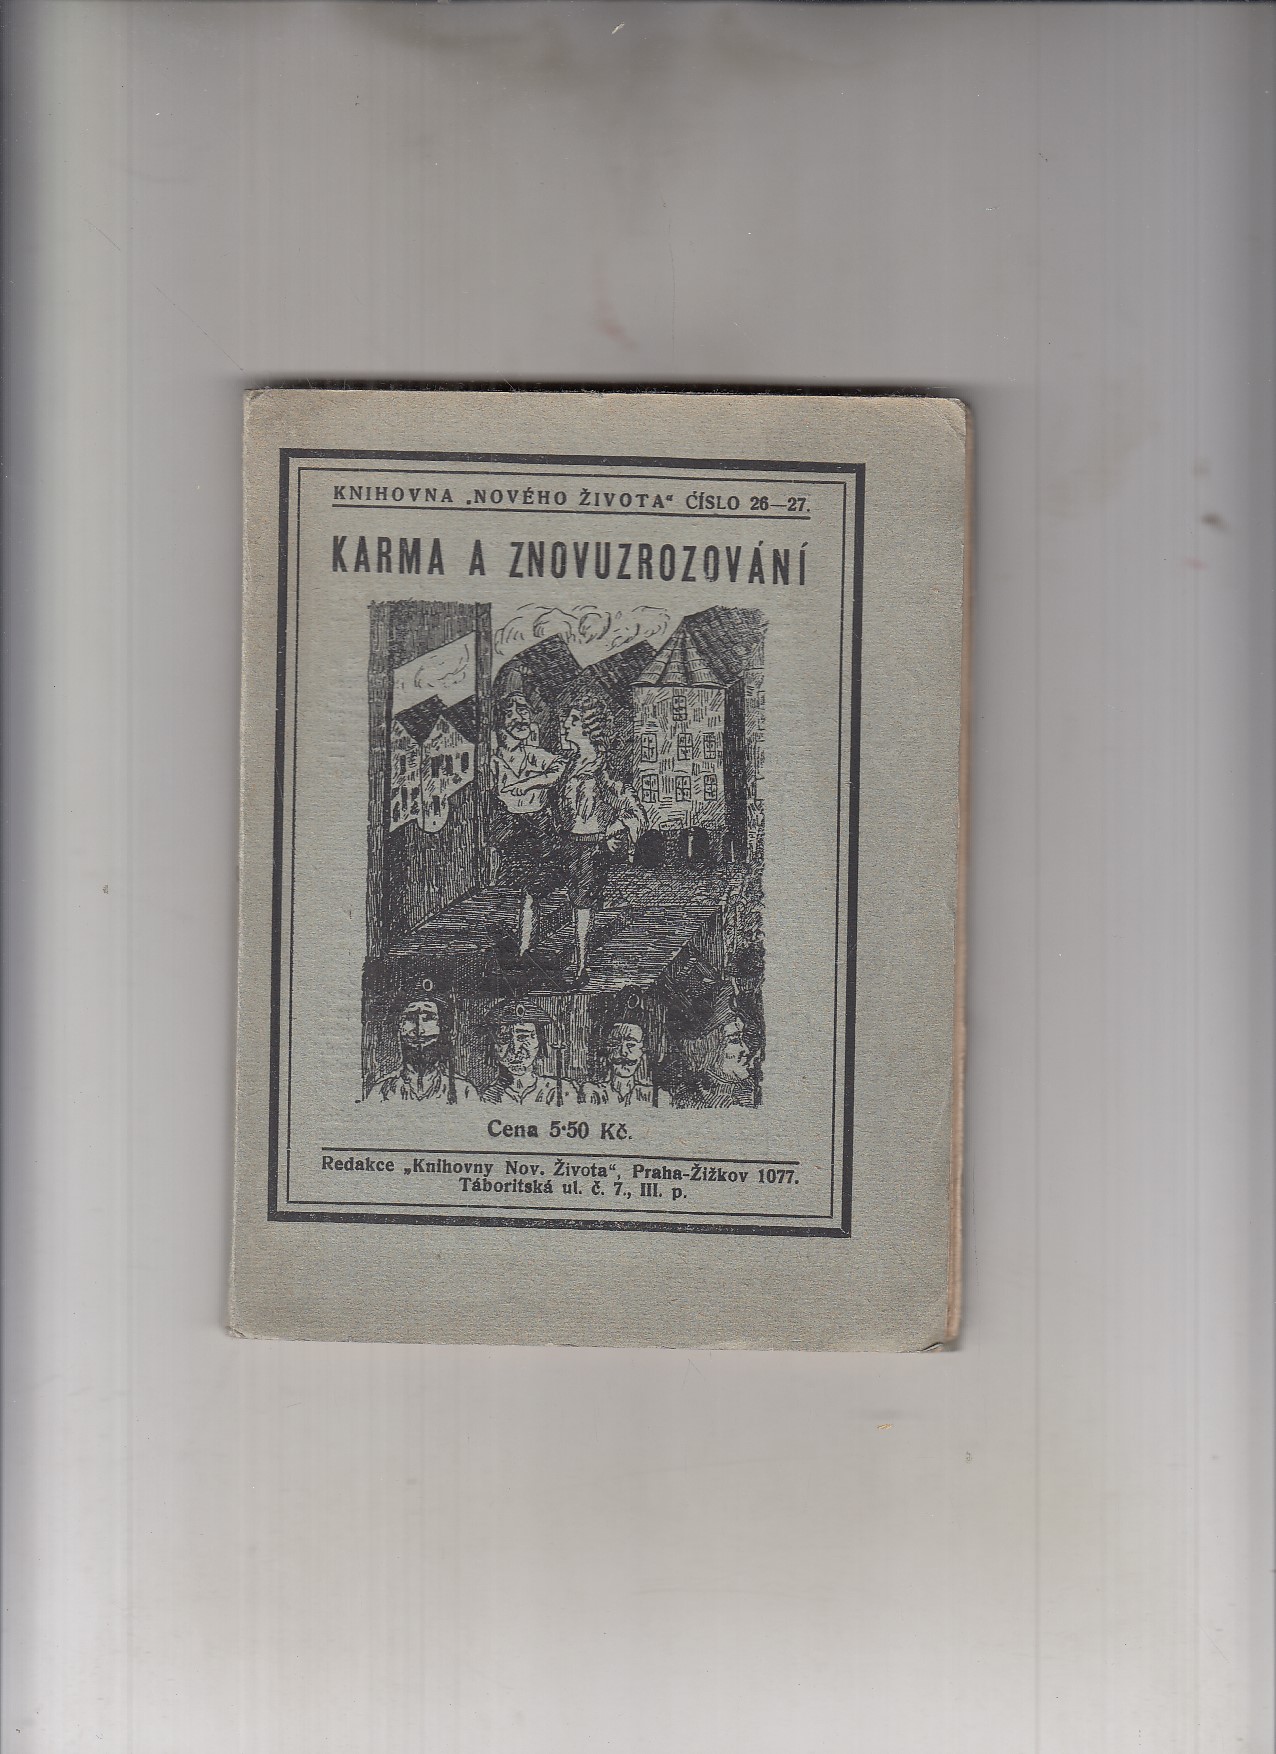 KNIHOVNA „NOVÉHO ŽIVOTA“ ČÍSLO 26—27.
KARMA A ZNOVUZROZOVÁNÍ
Cena 5·50 Kč.
Redakce „Knihovny Nov. Života“, Praha-Žižkov 1077.
Táboritská ul. č. 7., III. p.